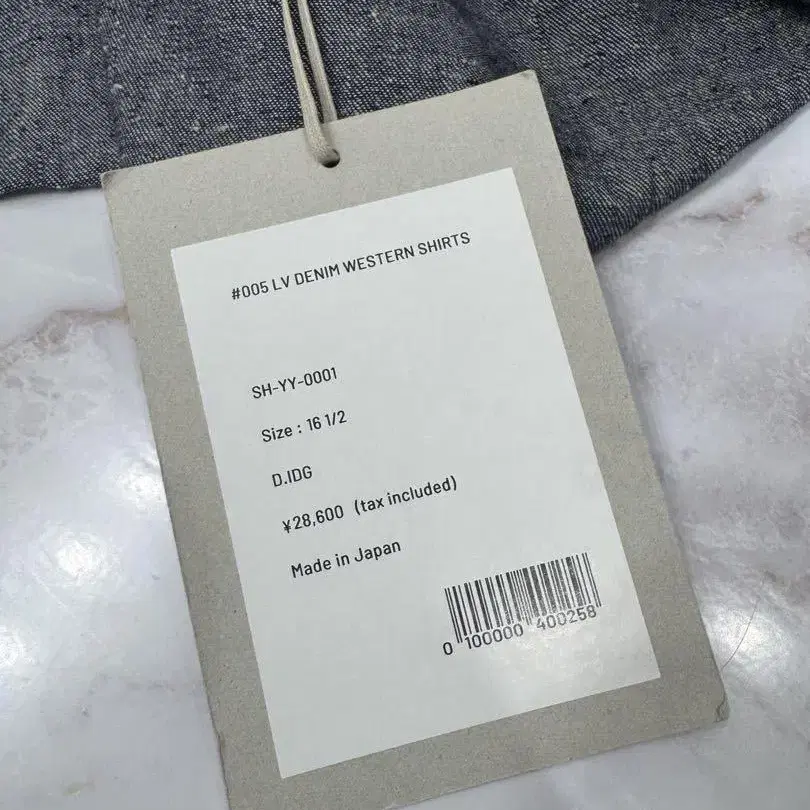 #005 LV DENIM WESTERN SHIRTS
SH-YY-0001
Size : 16 1/2
D.IDG
¥28,600 (tax included)
Made in Japan
0 100000 400258